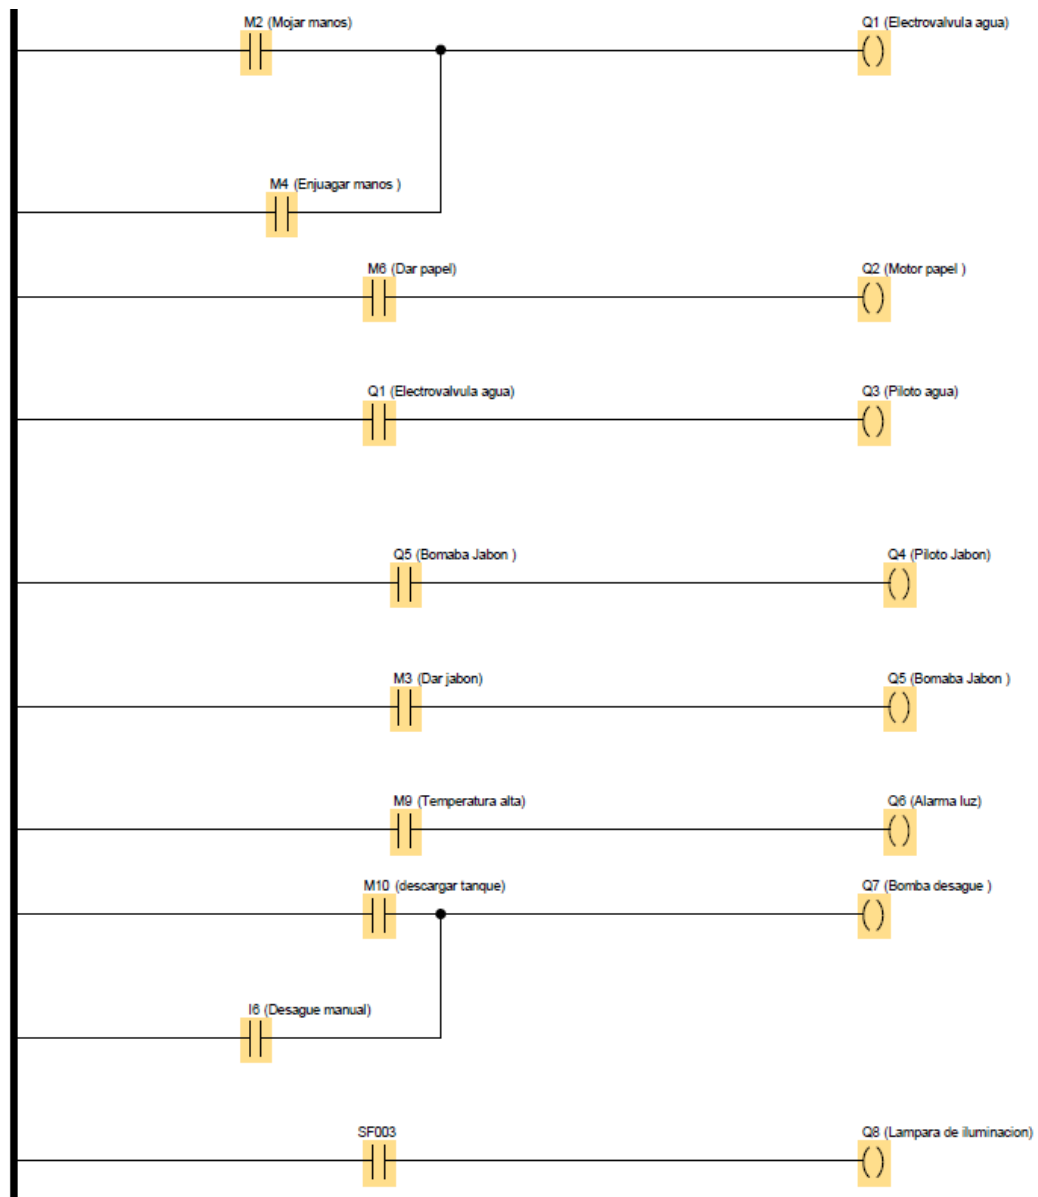 M2 (Mojar manos)
Q1 (Electrovalvula agua)
M4 (Enjuagar manos )
M6 (Dar papel)
Q2 (Motor papel )
Q1 (Electrovalvula agua)
Q3 (Piloto agua)
Q5 (Bomaba Jabon )
Q4 (Piloto Jabon)
M3 (Dar jabon)
Q5 (Bomaba Jabon )
M9 (Temperatura alta)
Q6 (Alarma luz)
M10 (descargar tanque)
Q7 (Bomba desague )
I6 (Desague manual)
SF003
Q8 (Lampara de iluminacion)